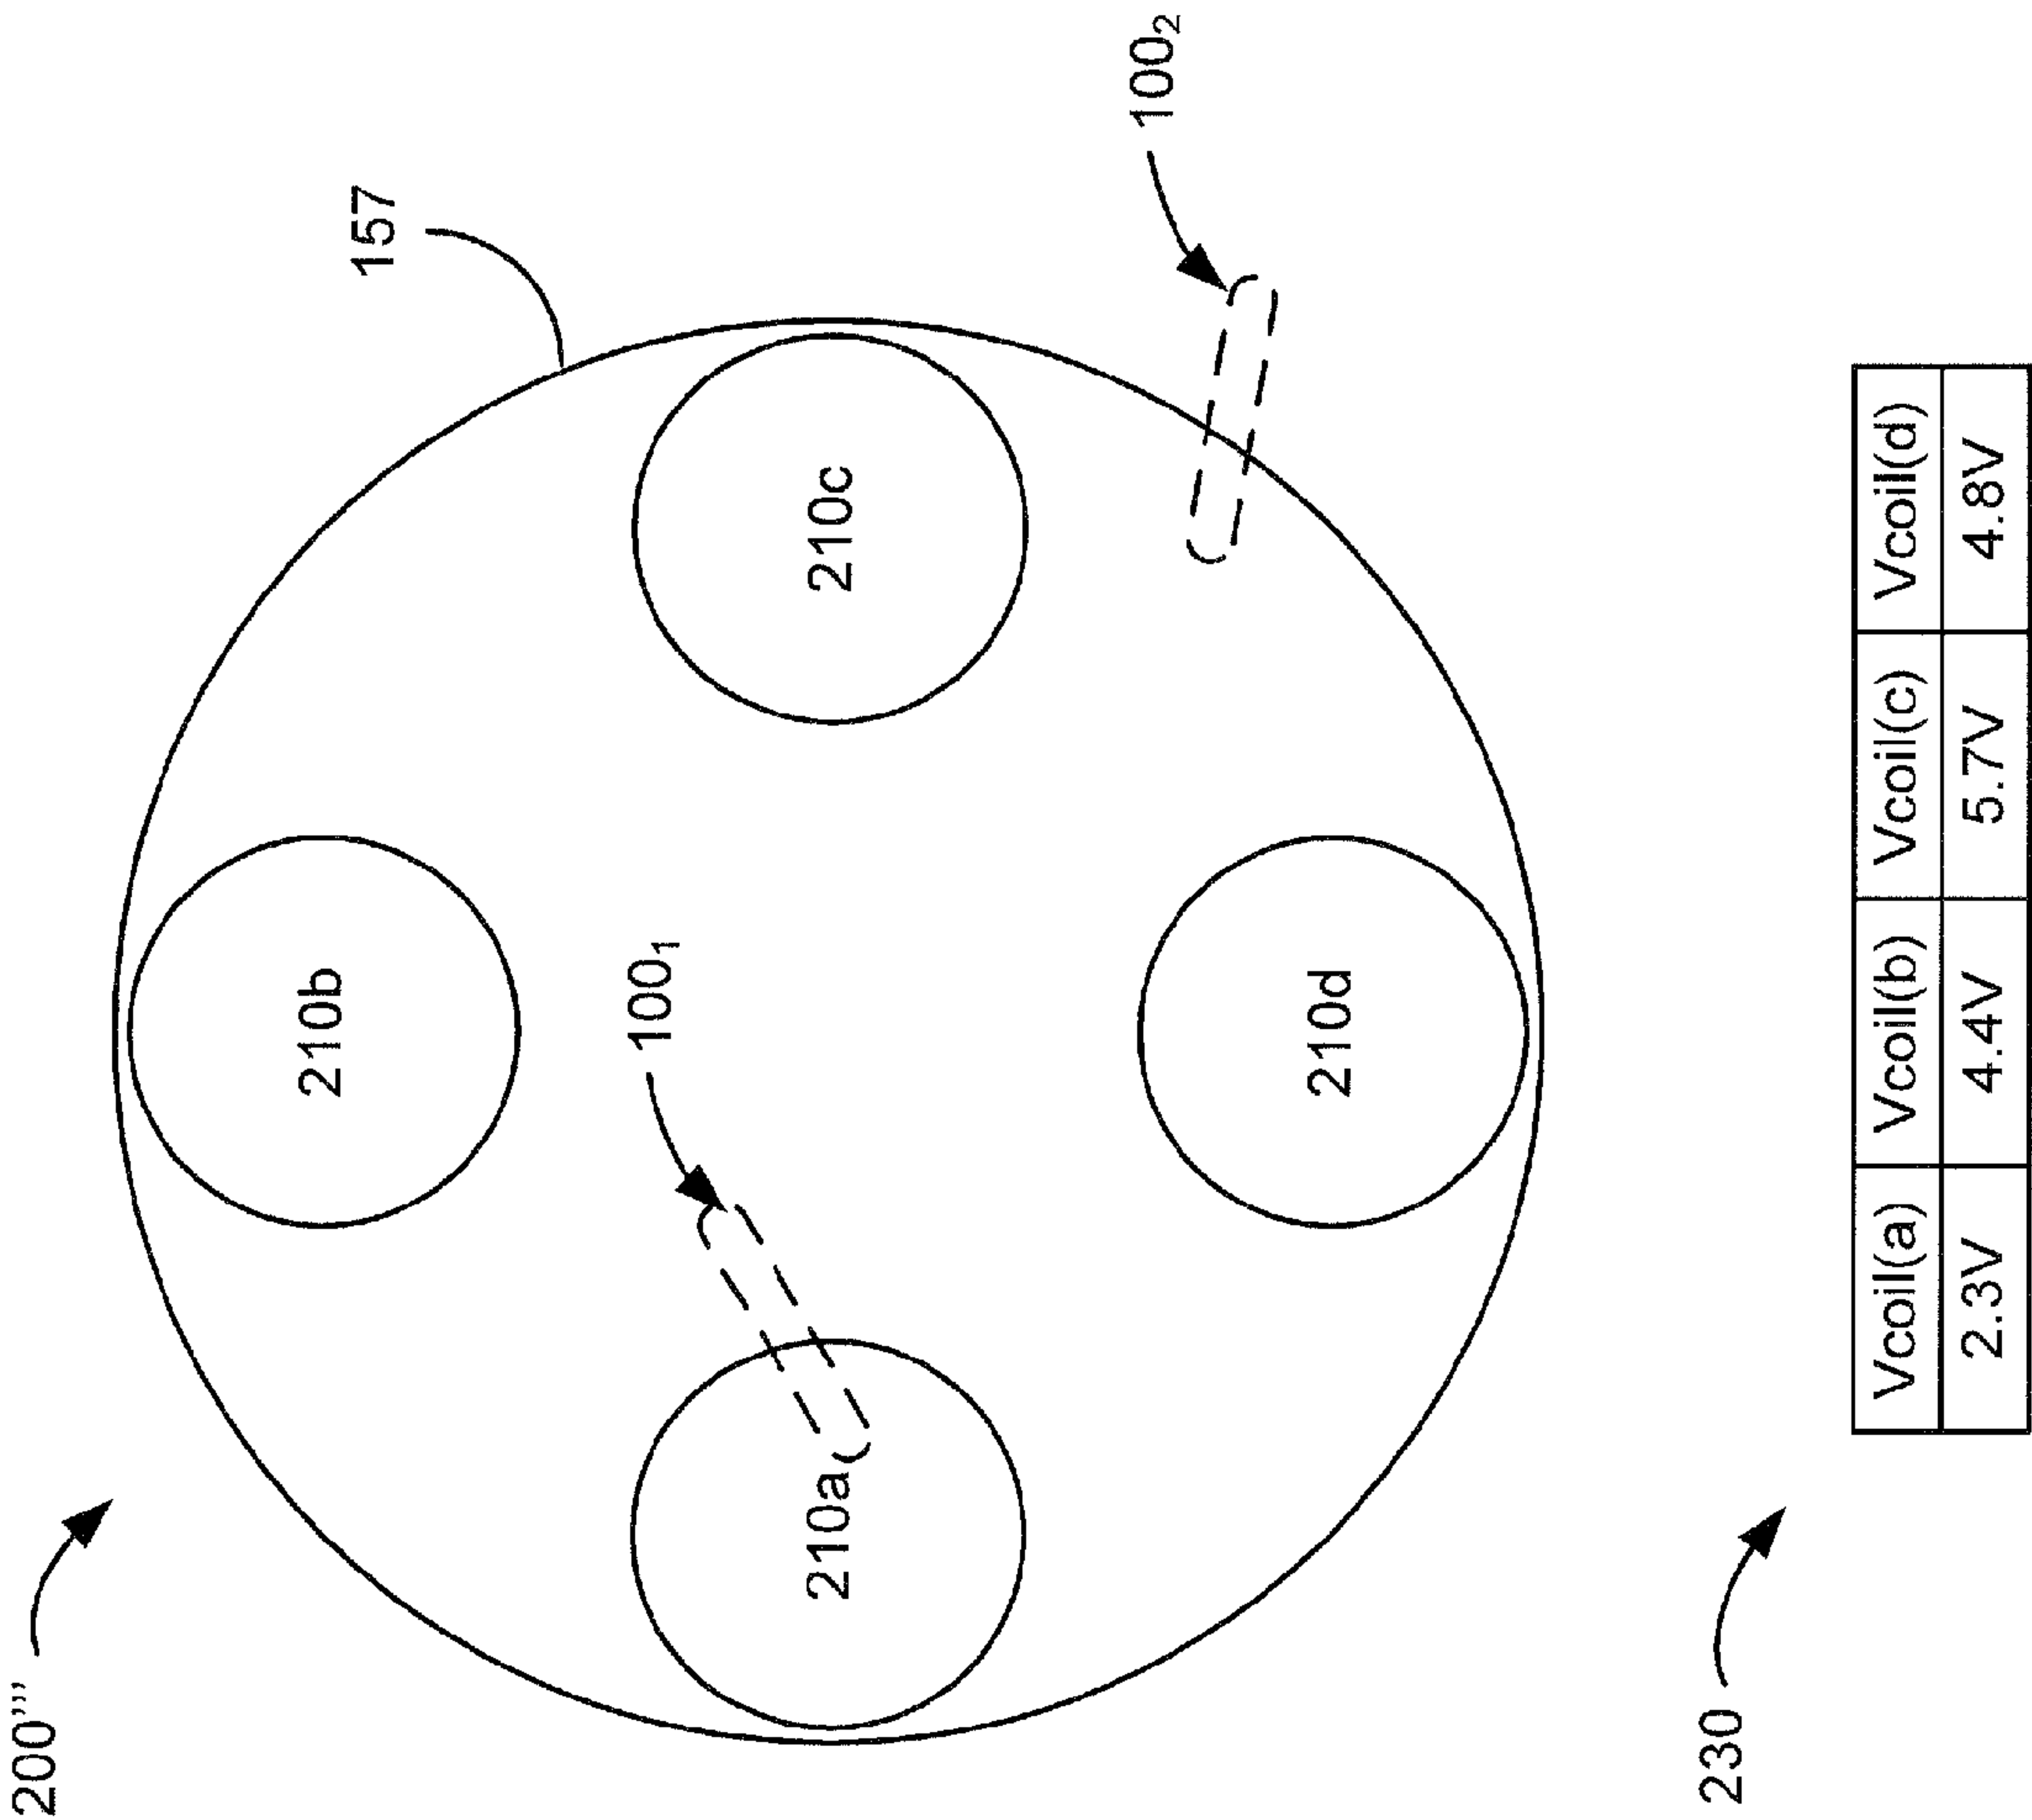 200'''
157
210b
100₁
100₂
210a
210c
210d
230
Vcoil(a) Vcoil(b) Vcoil(c) Vcoil(d)
2.3V 4.4V 5.7V 4.8V